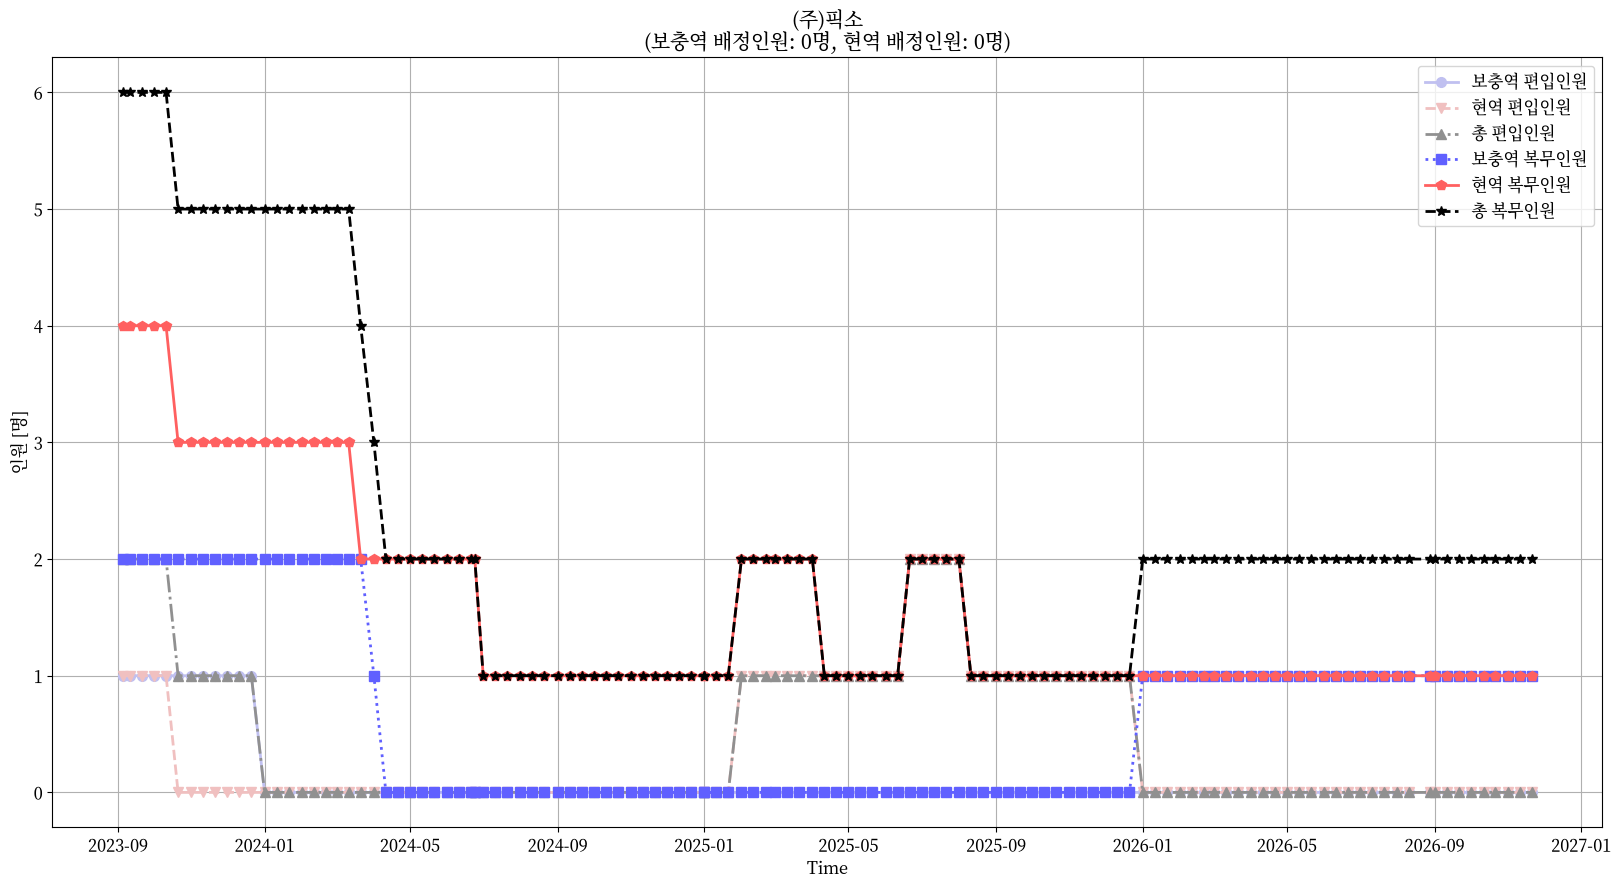 (주)픽소
(보충역 배정인원: 0명, 현역 배정인원: 0명)
보충역 편입인원
현역 편입인원
총 편입인원
보충역 복무인원
현역 복무인원
총 복무인원
인원 [명]
6
5
4
3
2
1
0
2023-09
2024-01
2024-05
2024-09
2025-01
2025-05
2025-09
2026-01
2026-05
2026-09
2027-01
Time